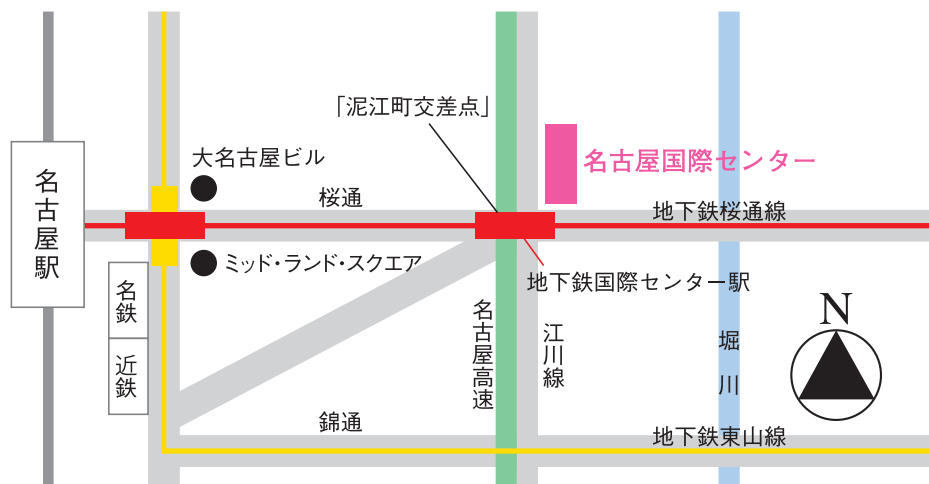 「泥江町交差点」
大名古屋ビル
名古屋国際センター
名古屋駅
桜通
地下鉄桜通線
ミッド・ランド・スクエア
地下鉄国際センター駅
名鉄
近鉄
名古屋高速
江川線
堀川
N
錦通
地下鉄東山線